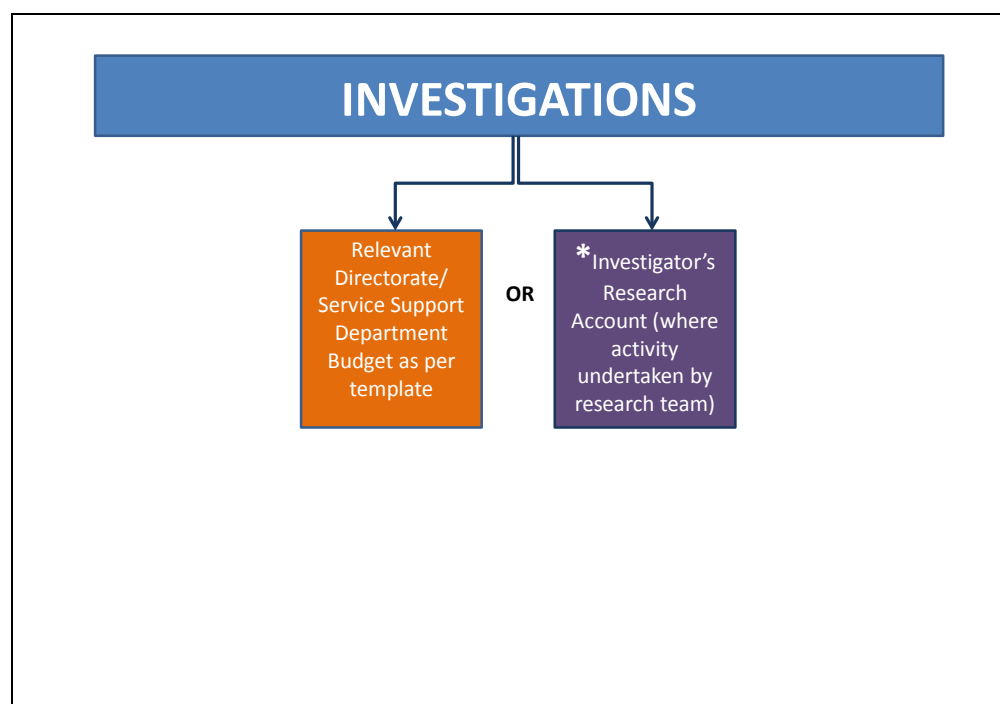 INVESTIGATIONS
Relevant
Directorate/
Service Support
Department
Budget as per
template
OR
*Investigator’s
Research
Account (where
activity
undertaken by
research team)